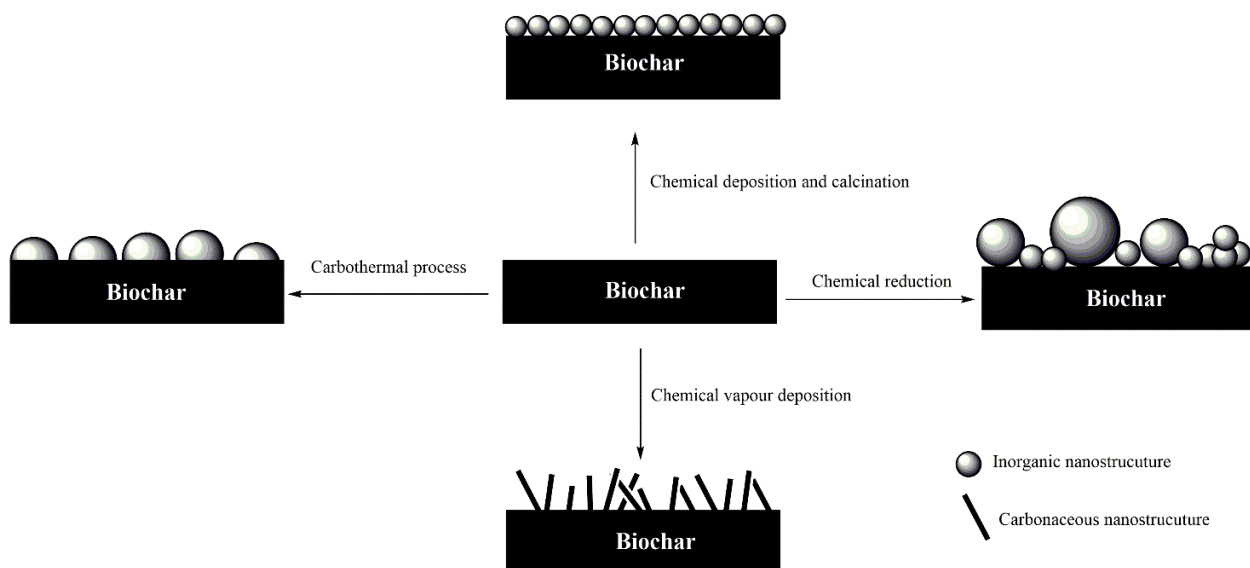 Biochar
Chemical deposition and calcination
Biochar
Carbothermal process
Biochar
Chemical reduction
Biochar
Chemical vapour deposition
Biochar
Inorganic nanostrucuture
Carbonaceous nanostrucuture